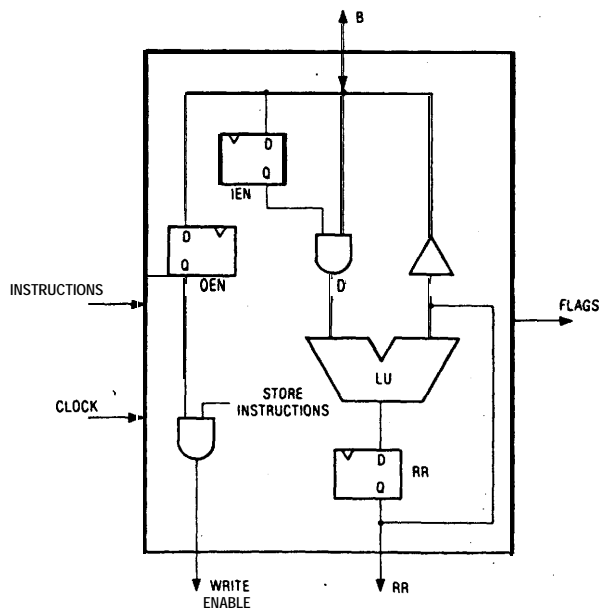 B
D
Q
IEN
D
Q
OEN
D
INSTRUCTIONS
FLAGS
LU
CLOCK
STORE
INSTRUCTIONS
D
Q
RR
WRITE
ENABLE
RR